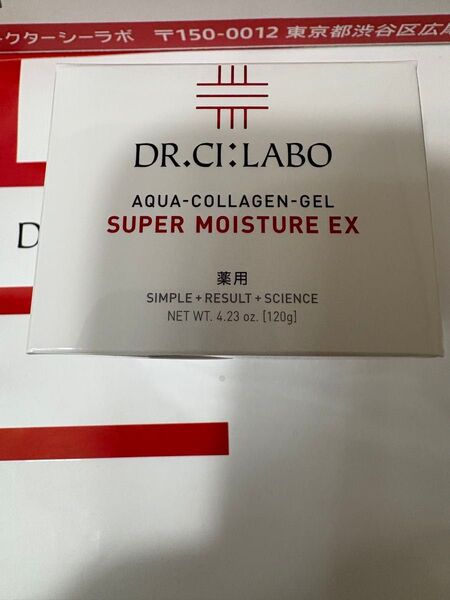 クターシーラボ 〒150-0012 東京都渋谷区広尾
DR.CI:LABO
AQUA-COLLAGEN-GEL
SUPER MOISTURE EX
D
薬用
SIMPLE+RESULT+SCIENCE
NET WT. 4.23 oz. [120g]